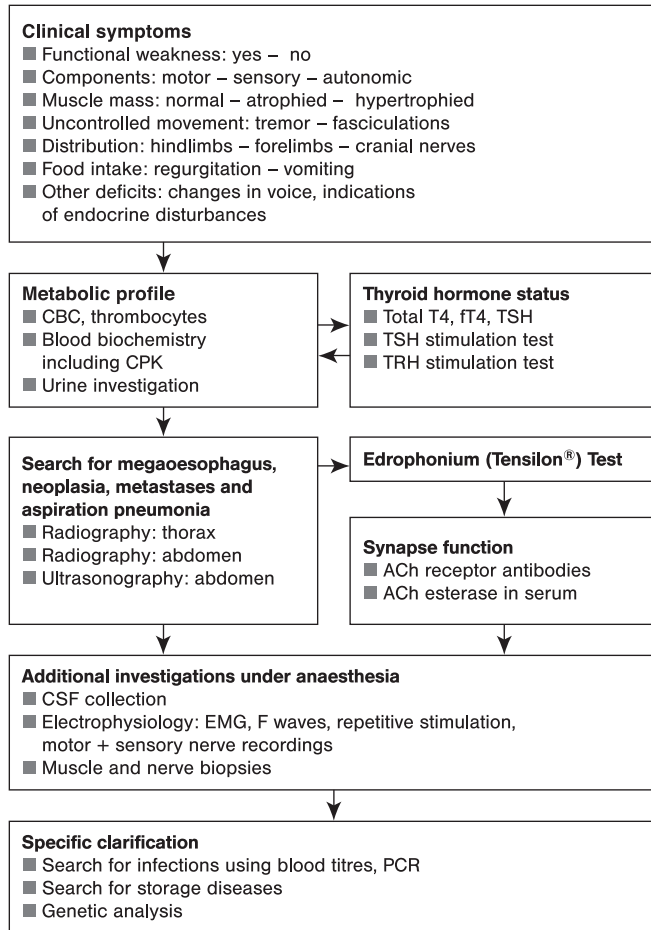 Clinical symptoms
■ Functional weakness: yes – no
■ Components: motor – sensory – autonomic
■ Muscle mass: normal – atrophied – hypertrophied
■ Uncontrolled movement: tremor – fasciculations
■ Distribution: hindlimbs – forelimbs – cranial nerves
■ Food intake: regurgitation – vomiting
■ Other deficits: changes in voice, indications
of endocrine disturbances
Metabolic profile
■ CBC, thrombocytes
■ Blood biochemistry
including CPK
■ Urine investigation
Thyroid hormone status
■ Total T4, fT4, TSH
■ TSH stimulation test
■ TRH stimulation test
Search for megaoesophagus,
neoplasia, metastases and
aspiration pneumonia
■ Radiography: thorax
■ Radiography: abdomen
■ Ultrasonography: abdomen
Edrophonium (Tensilon®) Test
Synapse function
■ ACh receptor antibodies
■ ACh esterase in serum
Additional investigations under anaesthesia
■ CSF collection
■ Electrophysiology: EMG, F waves, repetitive stimulation,
motor + sensory nerve recordings
■ Muscle and nerve biopsies
Specific clarification
■ Search for infections using blood titres, PCR
■ Search for storage diseases
■ Genetic analysis